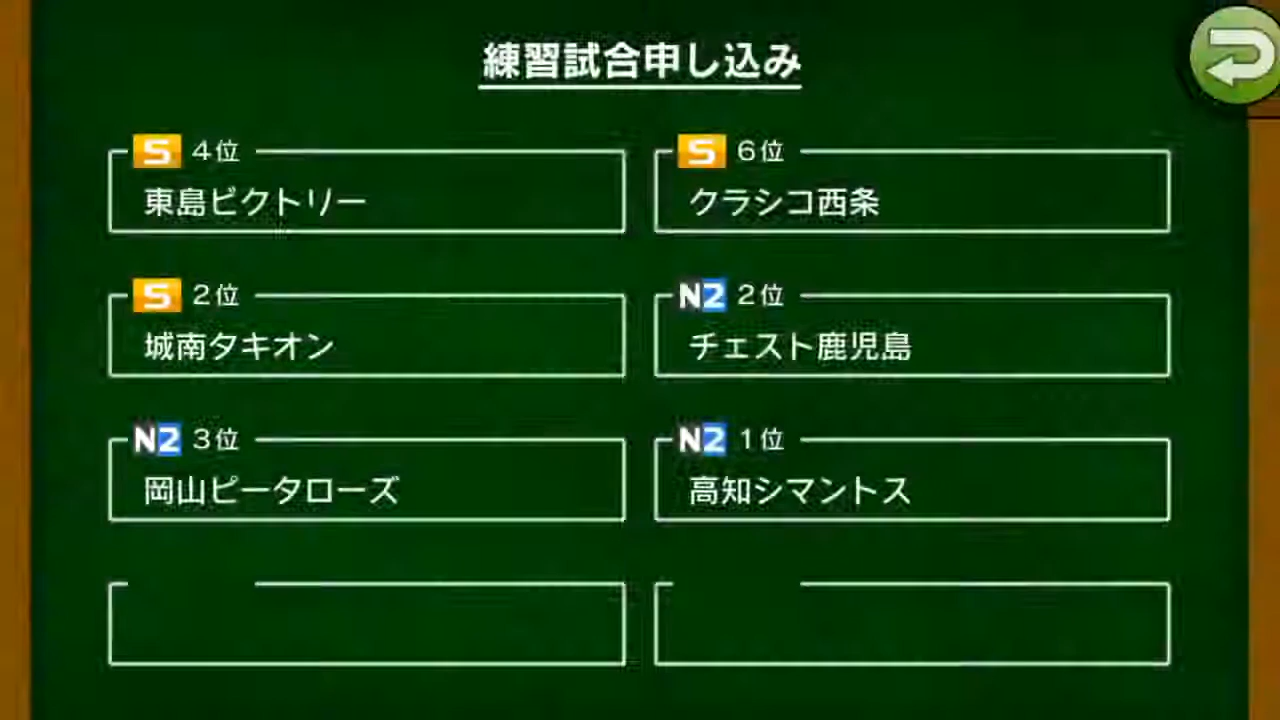 練習試合申し込み
S 4位
東島ビクトリー
S 6位
クラシコ西条
S 2位
城南タキオン
N2 2位
チェスト鹿児島
N2 3位
岡山ピータローズ
N2 1位
高知シマントス